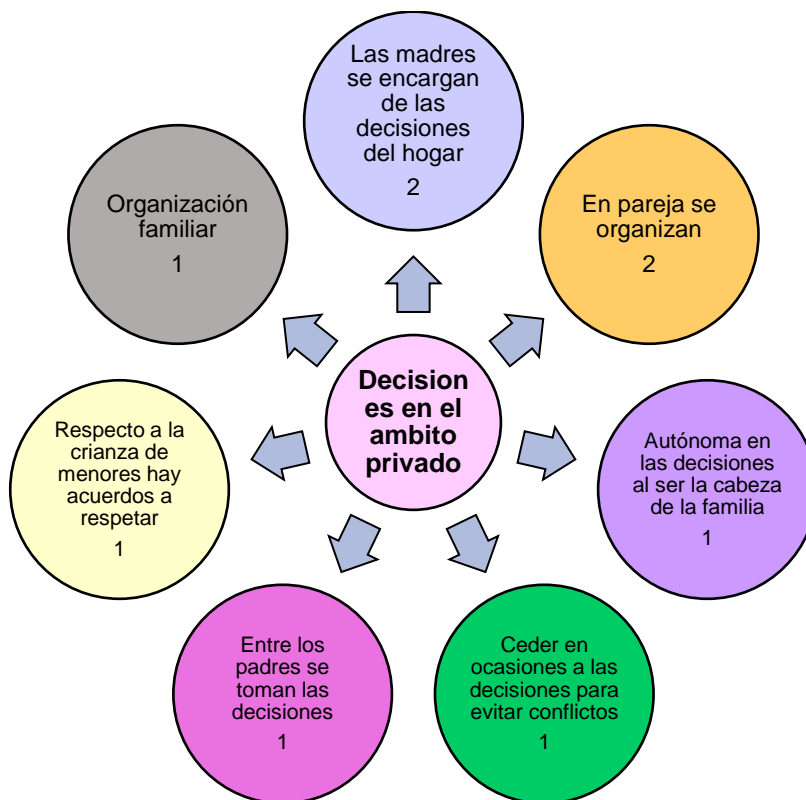 Las madres
se encargan
de las
decisiones
del hogar
2
En pareja se
organizan
2
Autónoma en
las decisiones
al ser la cabeza
de la familia
1
Ceder en
ocasiones a las
decisiones para
evitar conflictos
1
Entre los
padres se
toman las
decisiones
1
Respecto a la
crianza de
menores hay
acuerdos a
respetar
1
Organización
familiar
1
Decision
es en el
ambito
privado